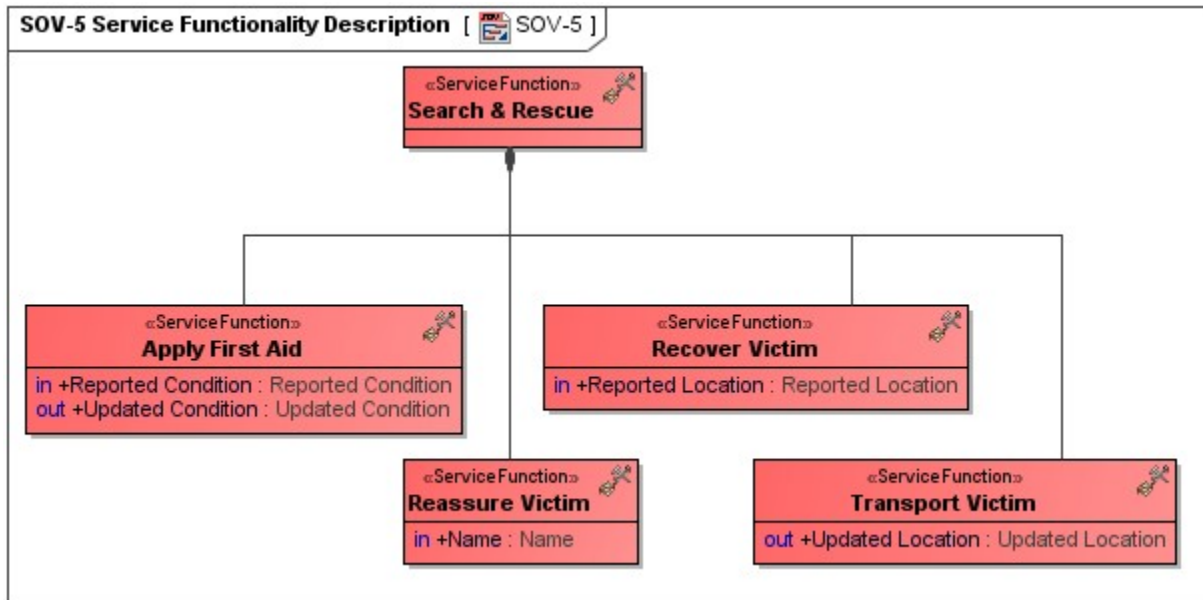 SOV-5 Service Functionality Description [ SOV-5 ]
«ServiceFunction»
Search & Rescue
«ServiceFunction»
Apply First Aid
in +Reported Condition : Reported Condition
out +Updated Condition : Updated Condition
«ServiceFunction»
Recover Victim
in +Reported Location : Reported Location
«ServiceFunction»
Reassure Victim
in +Name : Name
«ServiceFunction»
Transport Victim
out +Updated Location : Updated Location